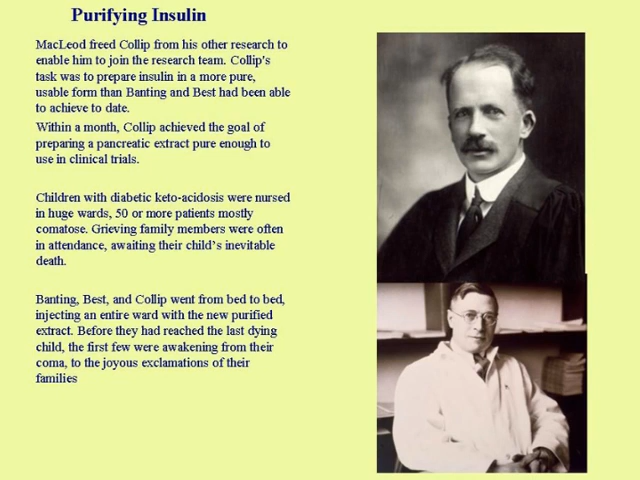 Purifying Insulin
MacLeod freed Collip from his other research to
enable him to join the research team. Collip's
task was to prepare insulin in a more pure,
usable form than Banting and Best had been able
to achieve to date.
Within a month, Collip achieved the goal of
preparing a pancreatic extract pure enough to
use in clinical trials.
Children with diabetic keto-acidosis were nursed
in huge wards, 50 or more patients mostly
comatose. Grieving family members were often
in attendance, awaiting their child’s inevitable
death.
Banting, Best, and Collip went from bed to bed,
injecting an entire ward with the new purified
extract. Before they had reached the last dying
child, the first few were awakening from their
coma, to the joyous exclamations of their
families